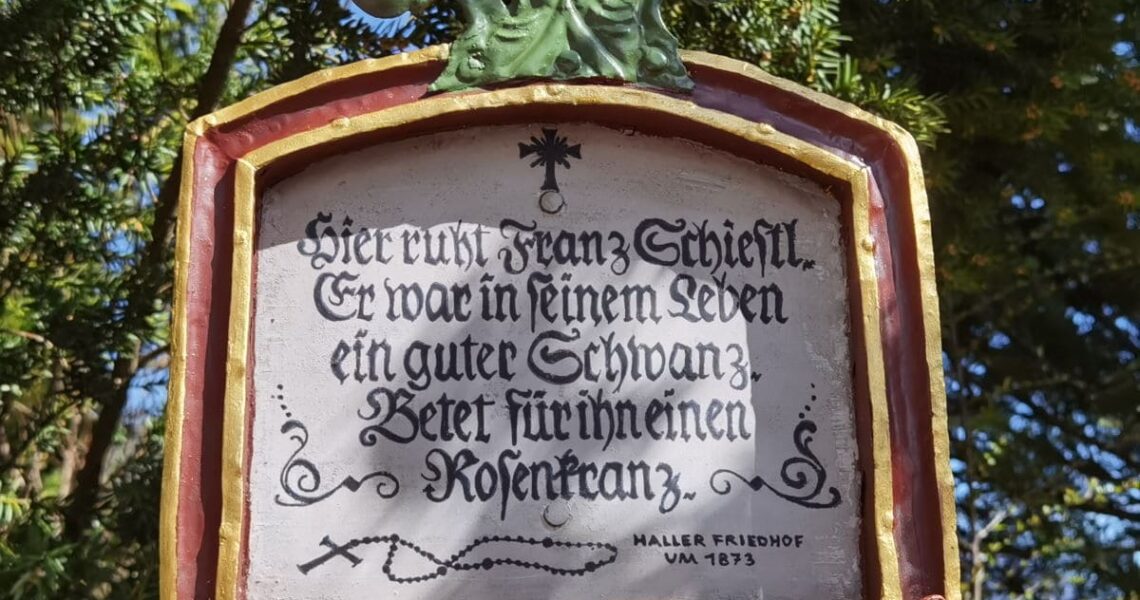 Hier ruht Franz Schiestl.
Er war in seinem Leben
ein guter Schwanz.
Betet für ihn einen
Rosenkranz.
HALLER FRIEDHOF
UM 1873